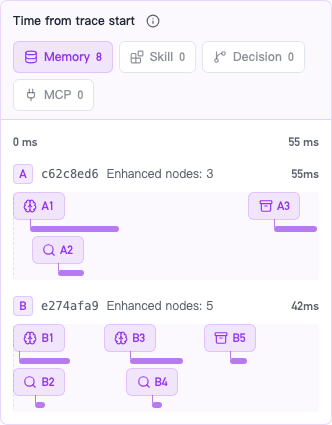 Time from trace start
Memory 8 Skill 0 Decision 0
MCP 0
0 ms 55 ms
A c62c8ed6 Enhanced nodes: 3 55ms
A1 A3
A2
B e274afa9 Enhanced nodes: 5 42ms
B1 B3 B5
B2 B4